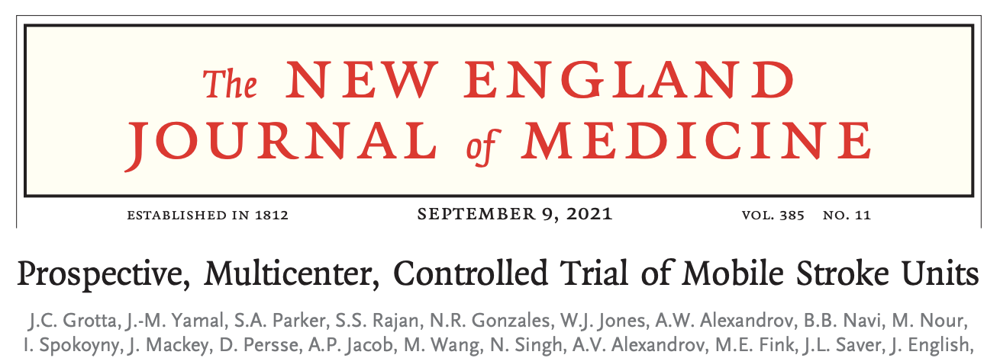 The NEW ENGLAND
JOURNAL of MEDICINE
ESTABLISHED IN 1812 SEPTEMBER 9, 2021 VOL. 385 NO. 11
Prospective, Multicenter, Controlled Trial of Mobile Stroke Units
J.C. Grotta, J.-M. Yamal, S.A. Parker, S.S. Rajan, N.R. Gonzales, W.J. Jones, A.W. Alexandrov, B.B. Navi, M. Nour,
I. Spokoyny, J. Mackey, D. Persse, A.P. Jacob, M. Wang, N. Singh, A.V. Alexandrov, M.E. Fink, J.L. Saver, J. English,